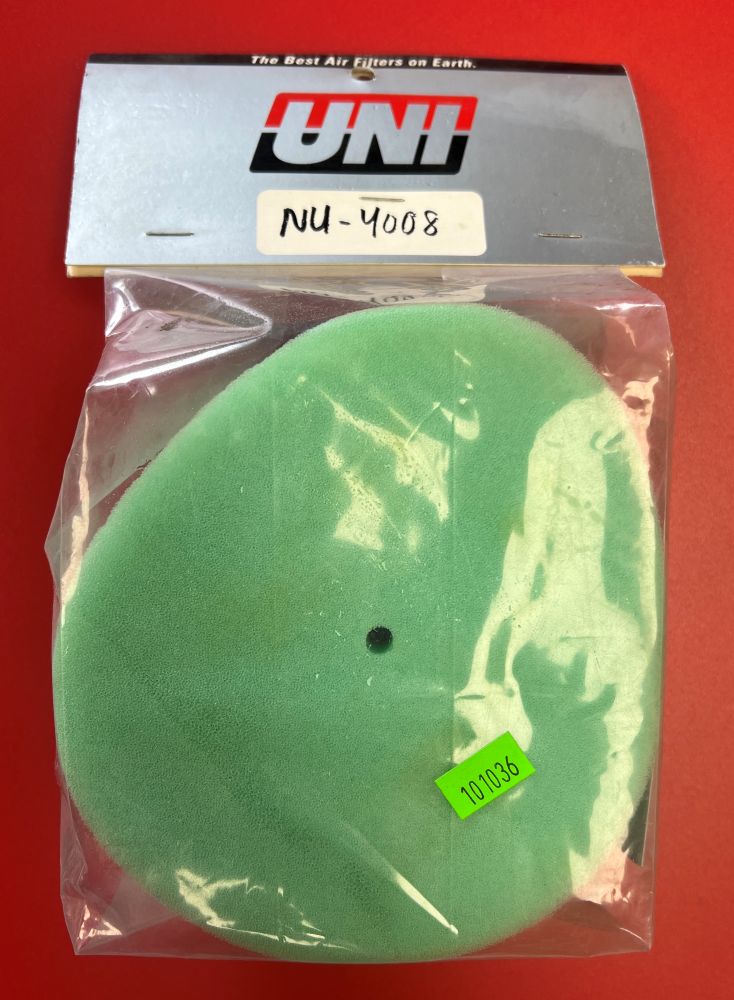 The Best Air Filters on Earth.
UNI
NU-4008
101036